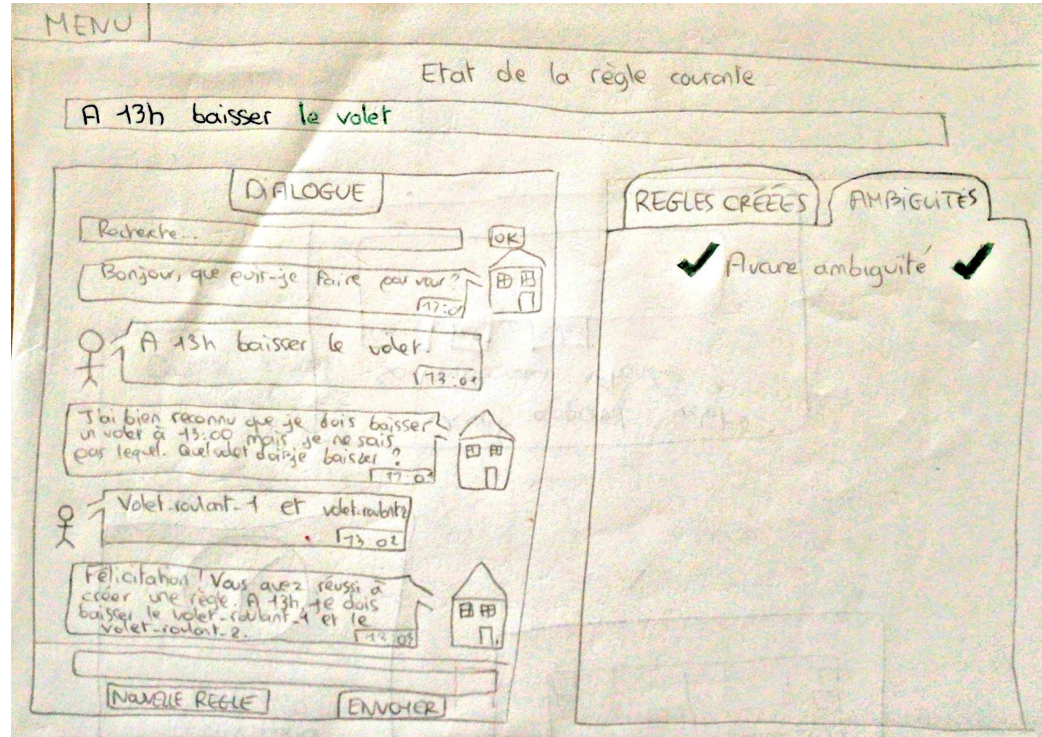 MENU
Etat de la règle courante
A 13h baisser le volet
DIALOGUE
REGLES CRÉÉES
AMBIGUITÉS
Recherche...
OK
Aucune ambiguité
Bonjour, que puis-je faire pour vous ?
A 13h baisser le volet.
J'ai bien reconnu que je dois baisser
un volet à 13:00 mais je ne sais
pas lequel. Quel volet dois-je baisser ?
Volet-roulant-1 et volet-roulant2
13:02
Félicitation ! Vous avez réussi à
créer une règle. A 13h, je dois
baisser le volet-roulant-1 et le
volet-roulant-2.
NOUVELLE REGLE
ENVOYER